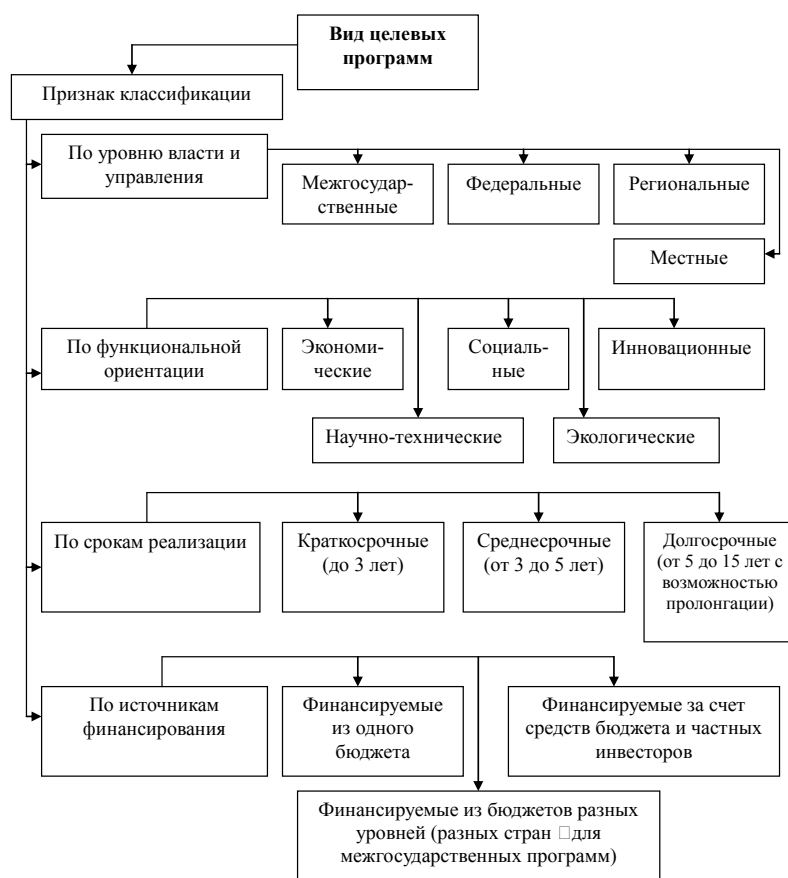 Вид целевых
программ
Признак классификации
По уровню власти и
управления
Межгосудар-
ственные
Федеральные
Региональные
Местные
По функциональной
ориентации
Экономи-
ческие
Социаль-
ные
Инновационные
Научно-технические
Экологические
По срокам реализации
Краткосрочные
(до 3 лет)
Среднесрочные
(от 3 до 5 лет)
Долгосрочные
(от 5 до 15 лет с
возможностью
пролонгации)
По источникам
финансирования
Финансируемые
из одного
бюджета
Финансируемые за счет
средств бюджета и частных
инвесторов
Финансируемые из бюджетов разных
уровней (разных стран □для
межгосударственных программ)